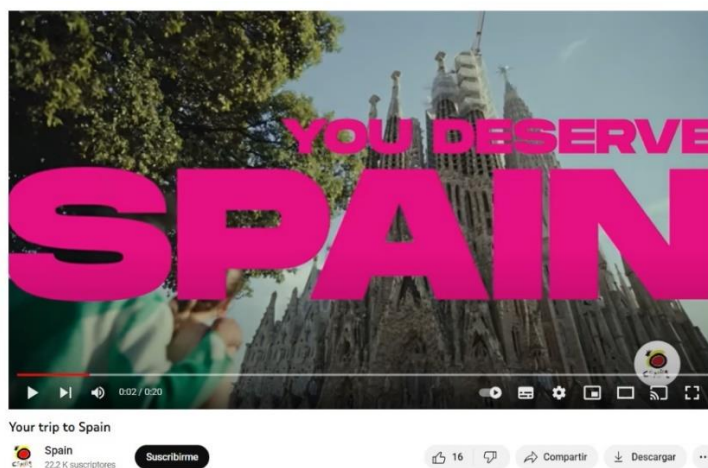 YOU DESERVE
SPAIN
0:02 / 0:20
Your trip to Spain
Spain
22.2 K suscriptores
Suscribirme
16
Compartir
Descargar